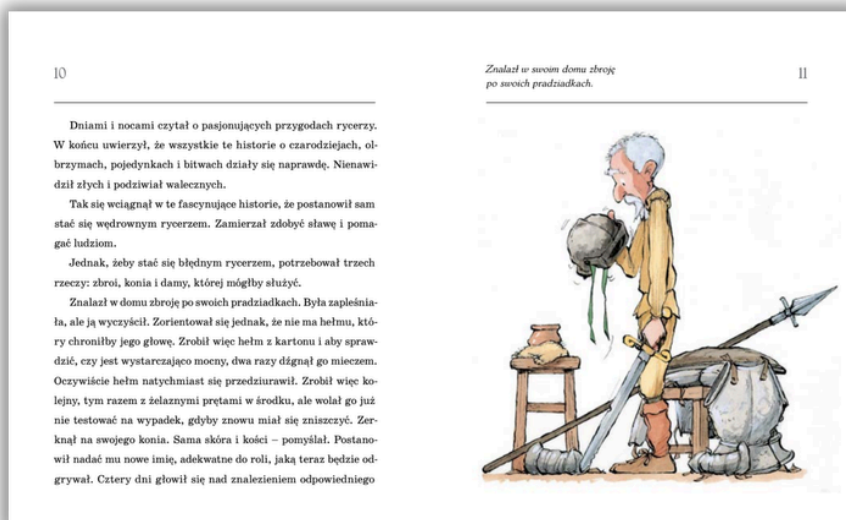 10
Dniami i nocami czytał o pasjonujących przygodach rycerzy.
W końcu uwierzył, że wszystkie te historie o czarodziejach, ol-
brzymach, pojedynkach i bitwach działy się naprawdę. Nienawi-
dził złych i podziwiał walecznych.
Tak się wciągnął w te fascynujące historie, że postanowił sam
stać się wędrownym rycerzem. Zamierzał zdobyć sławę i poma-
gać ludziom.
Jednak, żeby stać się błędnym rycerzem, potrzebował trzech
rzeczy: zbroi, konia i damy, której mógłby służyć.
Znalazł w domu zbroję po swoich pradziadkach. Była zapleśnia-
ła, ale ją wyczyścił. Zorientował się jednak, że nie ma hełmu, któ-
ry chroniłby jego głowę. Zrobił więc hełm z kartonu i aby spraw-
dzić, czy jest wystarczająco mocny, dwa razy dźgnął go mieczem.
Oczywiście hełm natychmiast się przedziurawił. Zrobił więc ko-
lejny, tym razem z żelaznymi prętami w środku, ale wolał go już
nie testować na wypadek, gdyby znowu miał się zniszczyć. Zer-
knął na swojego konia. Sama skóra i kości – pomyślał. Postano-
wił nadać mu nowe imię, adekwatne do roli, jaką teraz będzie od-
grywał. Cztery dni głowił się nad znalezieniem odpowiedniego
Znalazł w swoim domu zbroję
po swoich pradziadkach.
11